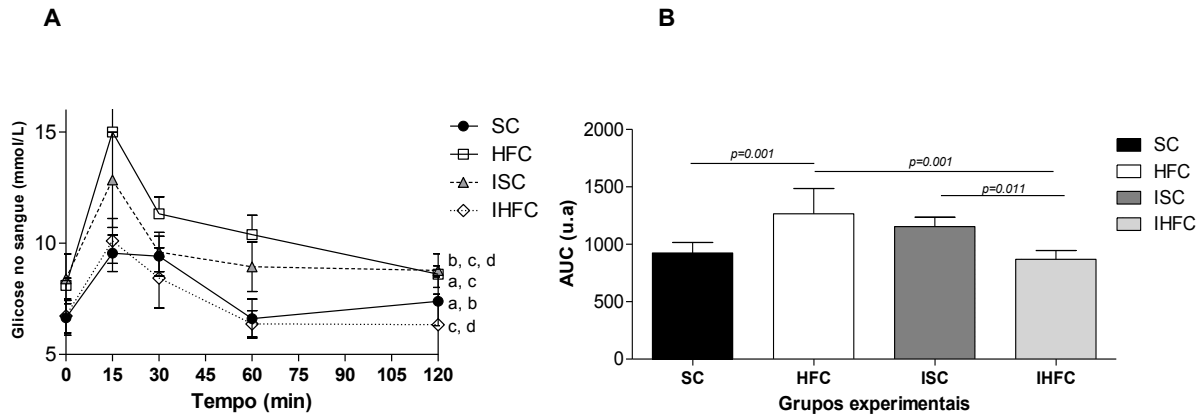 A
B
Glicose no sangue (mmol/L)
15
10
5
0 15 30 45 60 75 90 105 120
Tempo (min)
SC
HFC
ISC
IHFC
b, c, d
a, c
a, b
c, d
AUC (u.a)
2000
1500
1000
500
0
p=0.001
p=0.001
p=0.011
SC HFC ISC IHFC
Grupos experimentais
SC
HFC
ISC
IHFC